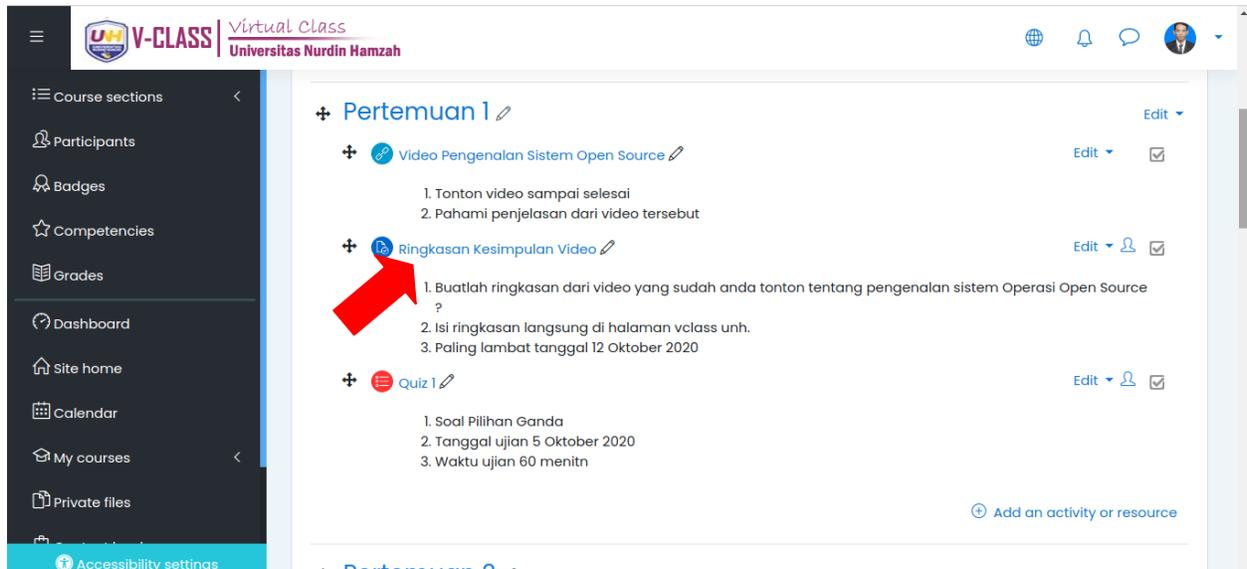 UNH
V-CLASS
Virtual Class
Universitas Nurdin Hamzah
Course sections
Participants
Badges
Competencies
Grades
Dashboard
Site home
Calendar
My courses
Private files
Accessibility settings
Pertemuan 1
Edit
Video Pengenalan Sistem Open Source
Edit
1. Tonton video sampai selesai
2. Pahami penjelasan dari video tersebut
Ringkasan Kesimpulan Video
Edit
1. Buatlah ringkasan dari video yang sudah anda tonton tentang pengenalan sistem Operasi Open Source
?
2. Isi ringkasan langsung di halaman vclass unh.
3. Paling lambat tanggal 12 Oktober 2020
Quiz 1
Edit
1. Soal Pilihan Ganda
2. Tanggal ujian 5 Oktober 2020
3. Waktu ujian 60 menitn
Add an activity or resource